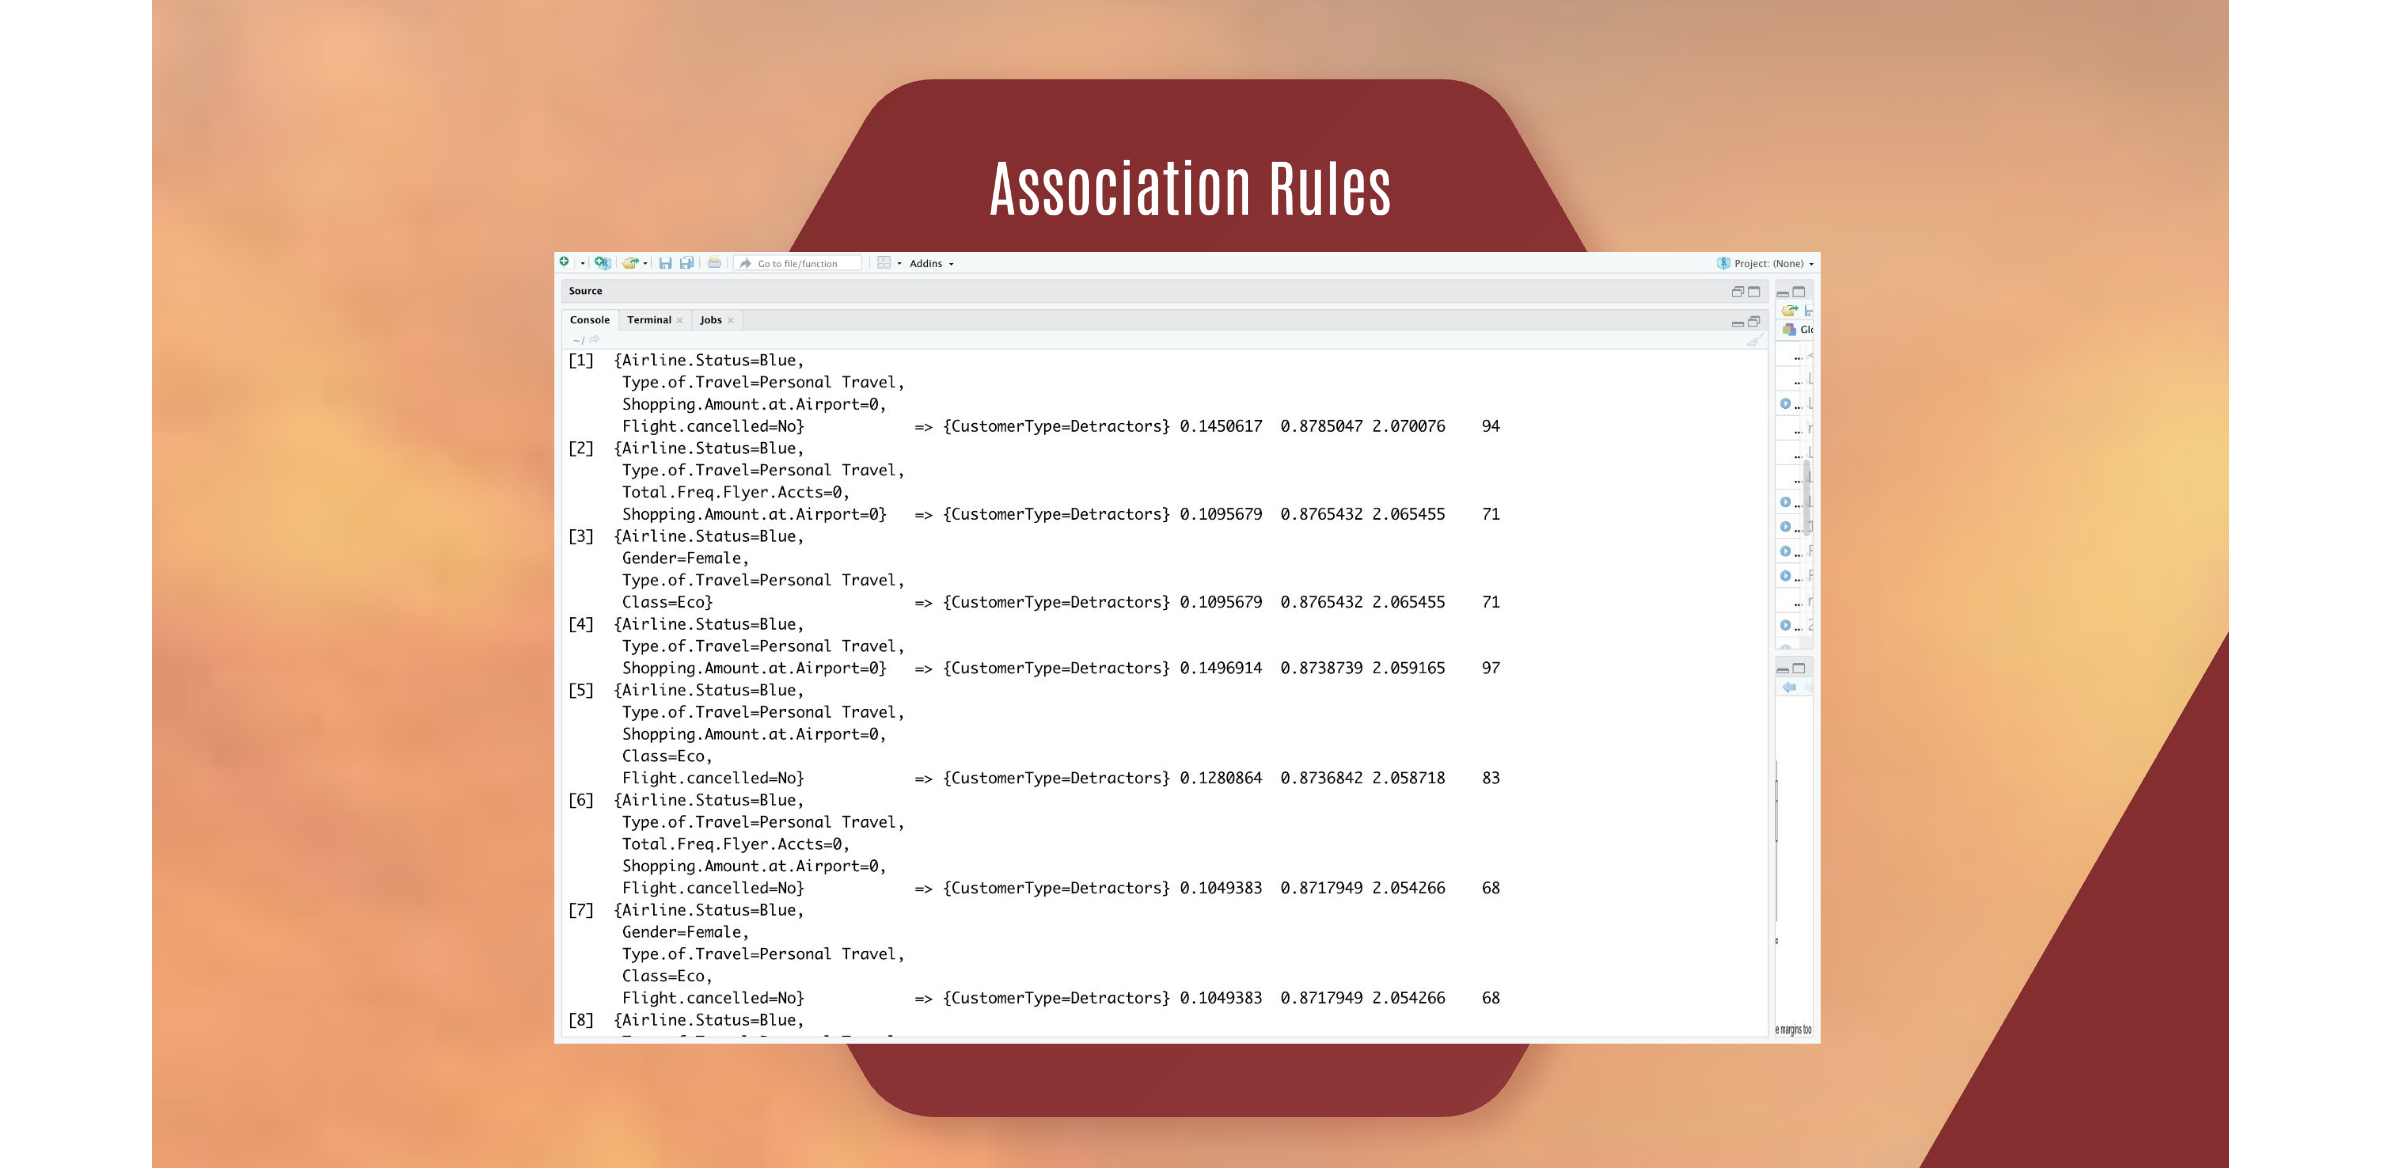 Association Rules
Go to file/function
Addins
Project: (None)
Source
Console Terminal Jobs
~/
[1] {Airline.Status=Blue,
Type.of.Travel=Personal Travel,
Shopping.Amount.at.Airport=0,
Flight.cancelled=No} => {CustomerType=Detractors} 0.1450617 0.8785047 2.070076 94
[2] {Airline.Status=Blue,
Type.of.Travel=Personal Travel,
Total.Freq.Flyer.Accts=0,
Shopping.Amount.at.Airport=0} => {CustomerType=Detractors} 0.1095679 0.8765432 2.065455 71
[3] {Airline.Status=Blue,
Gender=Female,
Type.of.Travel=Personal Travel,
Class=Eco} => {CustomerType=Detractors} 0.1095679 0.8765432 2.065455 71
[4] {Airline.Status=Blue,
Type.of.Travel=Personal Travel,
Shopping.Amount.at.Airport=0} => {CustomerType=Detractors} 0.1496914 0.8738739 2.059165 97
[5] {Airline.Status=Blue,
Type.of.Travel=Personal Travel,
Shopping.Amount.at.Airport=0,
Class=Eco,
Flight.cancelled=No} => {CustomerType=Detractors} 0.1280864 0.8736842 2.058718 83
[6] {Airline.Status=Blue,
Type.of.Travel=Personal Travel,
Total.Freq.Flyer.Accts=0,
Shopping.Amount.at.Airport=0,
Flight.cancelled=No} => {CustomerType=Detractors} 0.1049383 0.8717949 2.054266 68
[7] {Airline.Status=Blue,
Gender=Female,
Type.of.Travel=Personal Travel,
Class=Eco,
Flight.cancelled=No} => {CustomerType=Detractors} 0.1049383 0.8717949 2.054266 68
[8] {Airline.Status=Blue,
e margins too